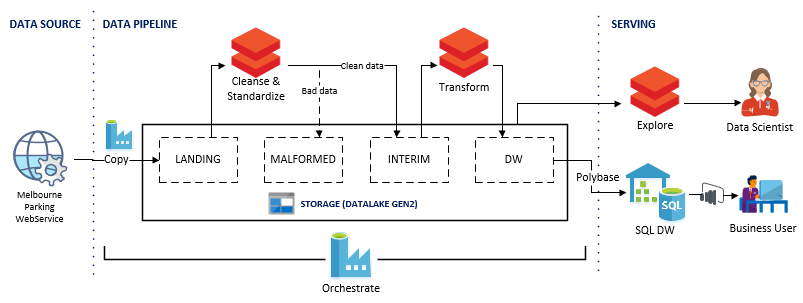 DATA SOURCE
DATA PIPELINE
SERVING
Cleanse &
Standardize
Clean data
Bad data
Transform
Explore
Data Scientist
Copy
LANDING
MALFORMED
INTERIM
DW
Melbourne
Parking
WebService
Polybase
STORAGE (DATALAKE GEN2)
SQL
SQL DW
Business User
Orchestrate